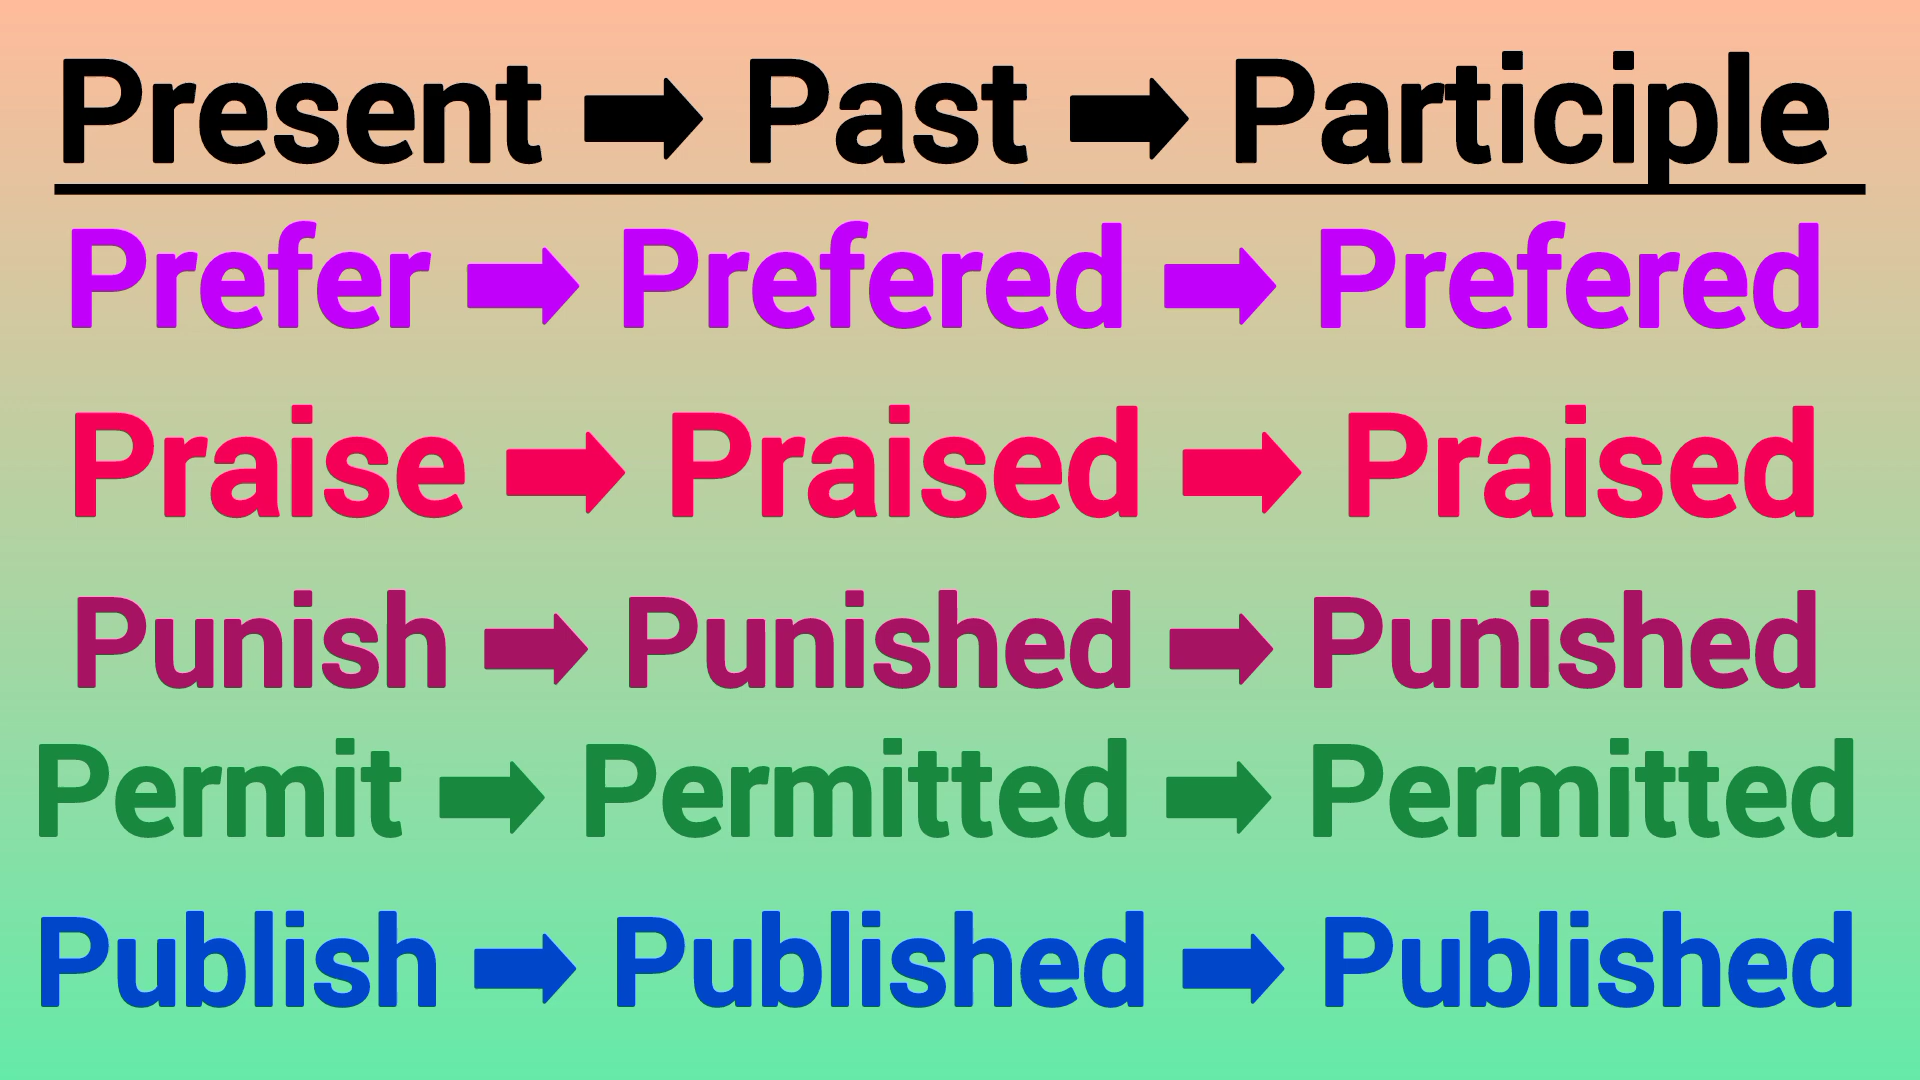 Present ➡ Past ➡ Participle
Prefer ➡ Prefered ➡ Prefered
Praise ➡ Praised ➡ Praised
Punish ➡ Punished ➡ Punished
Permit ➡ Permitted ➡ Permitted
Publish ➡ Published ➡ Published